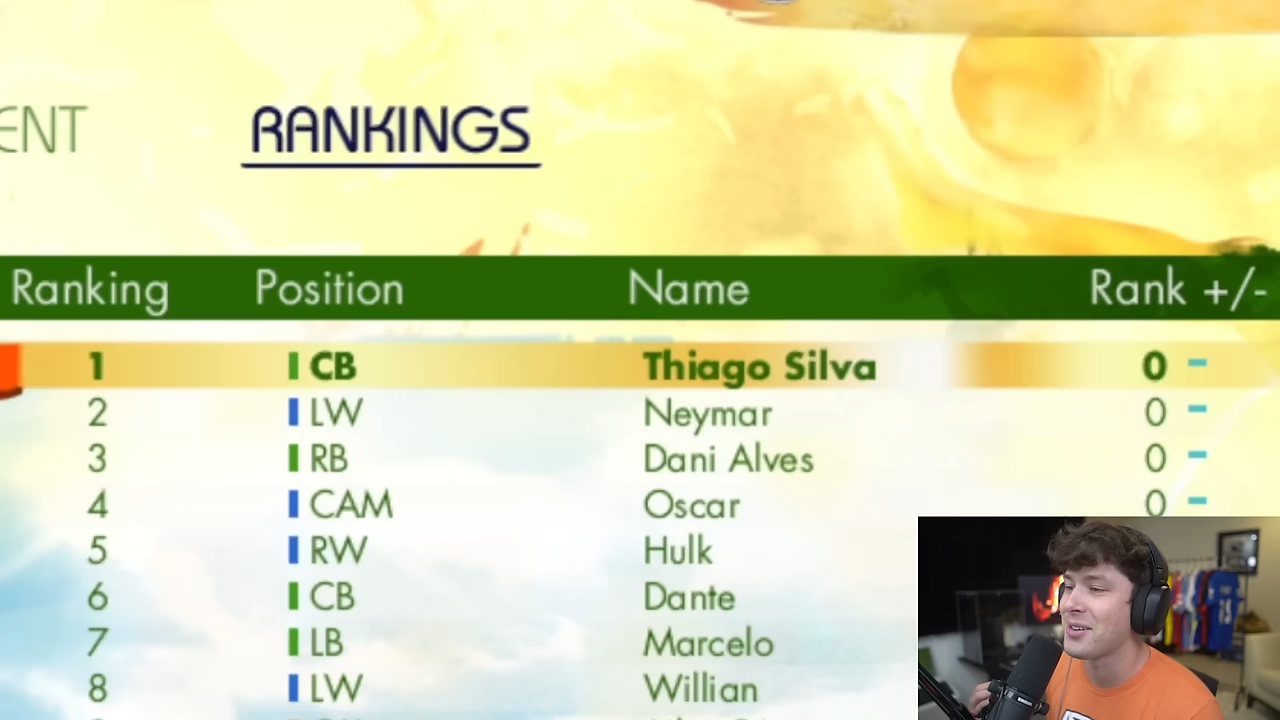 ENT RANKINGS
Ranking Position Name Rank +/-
1 CB Thiago Silva 0 -
2 LW Neymar 0 -
3 RB Dani Alves 0 -
4 CAM Oscar 0 -
5 RW Hulk
6 CB Dante
7 LB Marcelo
8 LW Willian